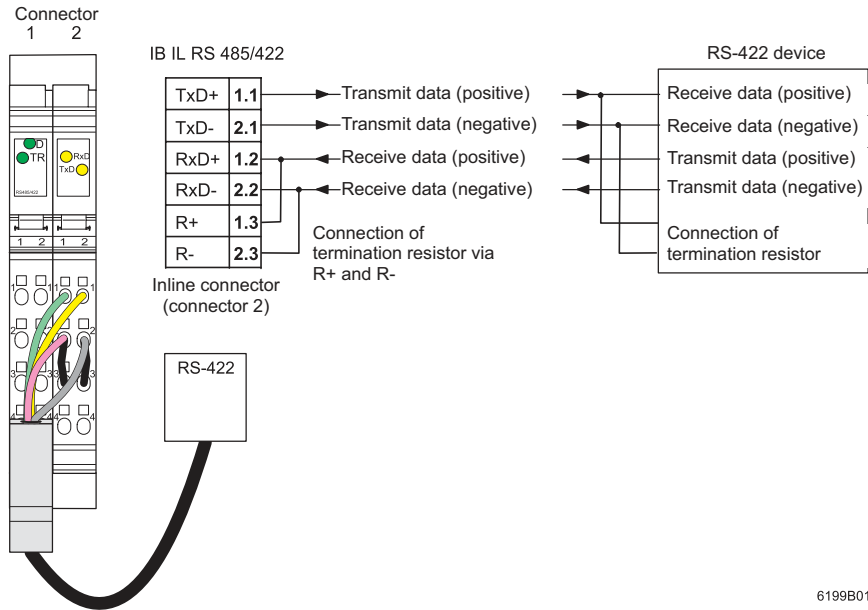 Connector
1 2
IB IL RS 485/422
RS-422 device
TxD+ 1.1 Transmit data (positive)
Receive data (positive)
TxD- 2.1 Transmit data (negative)
Receive data (negative)
RxD+ 1.2 Receive data (positive)
Transmit data (positive)
RxD- 2.2 Receive data (negative)
Transmit data (negative)
R+ 1.3
R- 2.3
Connection of
termination resistor via
R+ and R-
Connection of
termination resistor
Inline connector
(connector 2)
D
TR
RxD
TxD
RS485/422
1 2 1 2
1 1 1
2 2
3 3 3
4 4 4
RS-422
6199B01